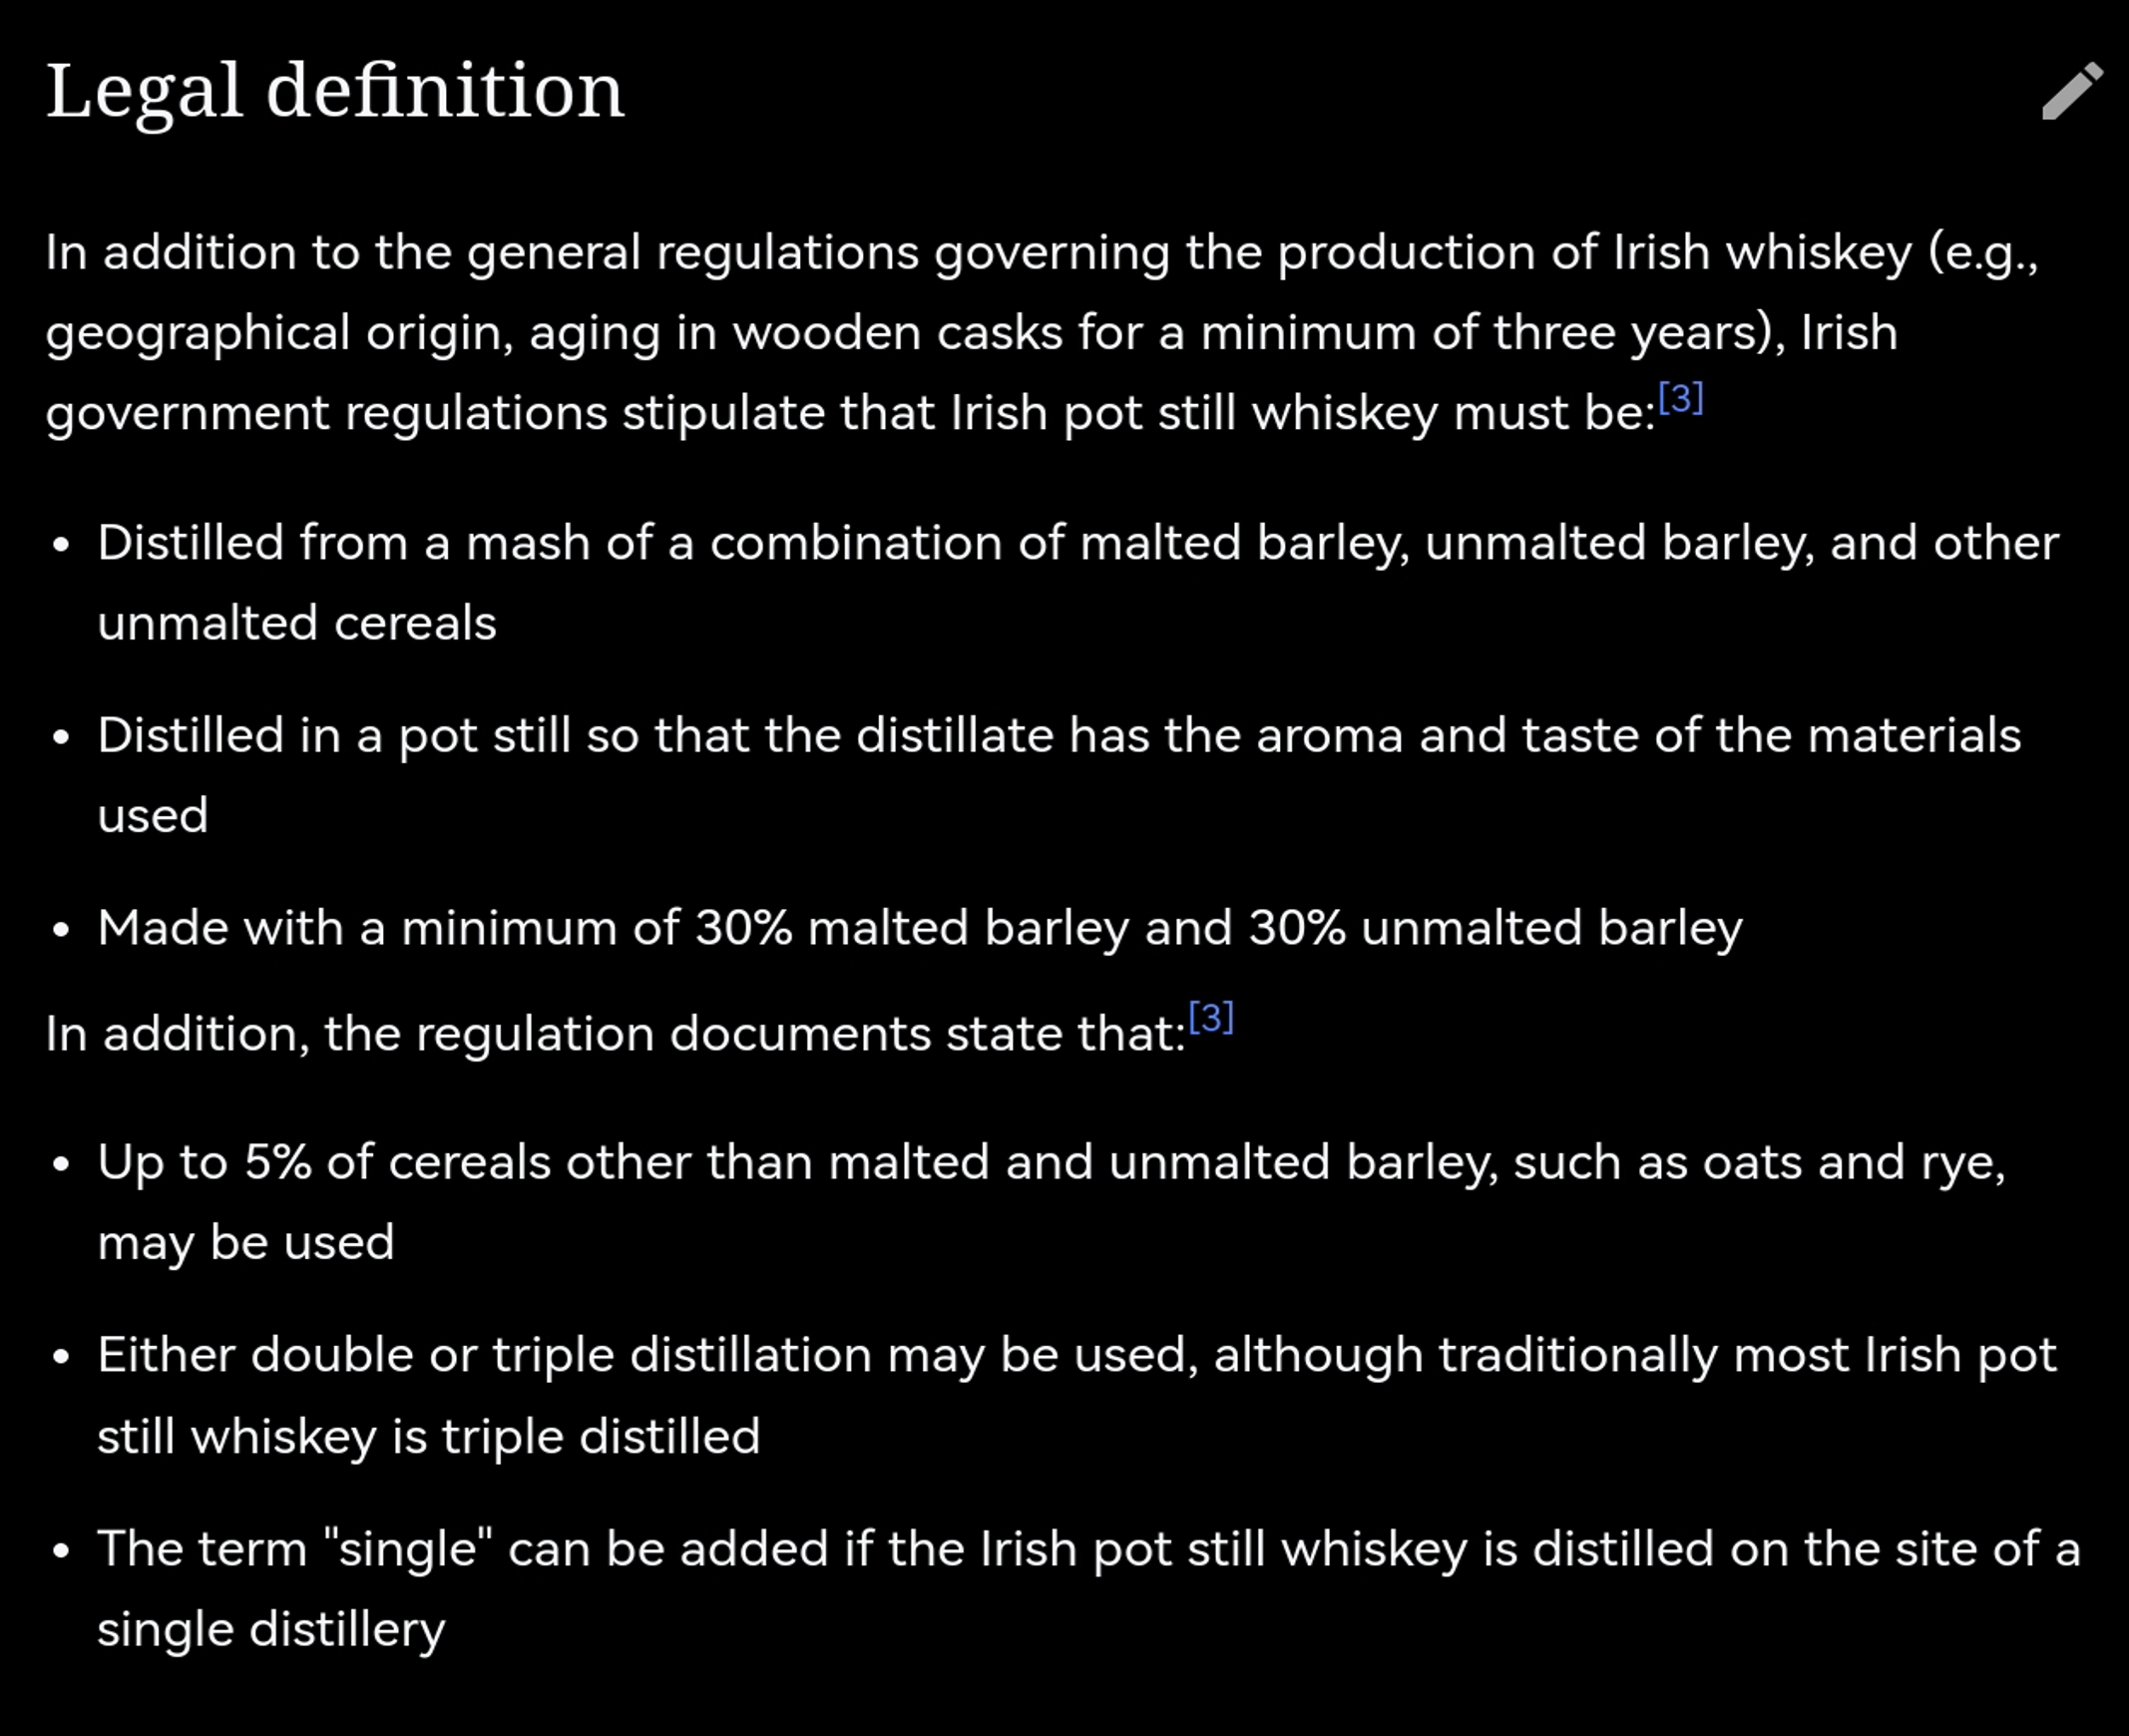 Legal definition
In addition to the general regulations governing the production of Irish whiskey (e.g.,
geographical origin, aging in wooden casks for a minimum of three years), Irish
government regulations stipulate that Irish pot still whiskey must be:[3]
• Distilled from a mash of a combination of malted barley, unmalted barley, and other
unmalted cereals
• Distilled in a pot still so that the distillate has the aroma and taste of the materials
used
• Made with a minimum of 30% malted barley and 30% unmalted barley
In addition, the regulation documents state that:[3]
• Up to 5% of cereals other than malted and unmalted barley, such as oats and rye,
may be used
• Either double or triple distillation may be used, although traditionally most Irish pot
still whiskey is triple distilled
• The term "single" can be added if the Irish pot still whiskey is distilled on the site of a
single distillery